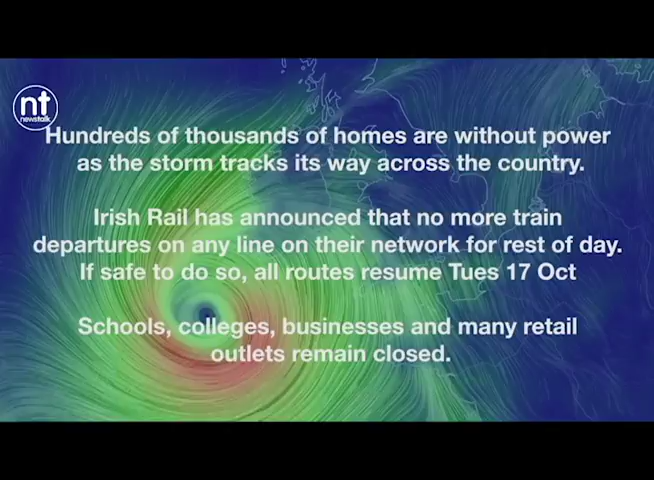 nt
newstalk
Hundreds of thousands of homes are without power
as the storm tracks its way across the country.
Irish Rail has announced that no more train
departures on any line on their network for rest of day.
If safe to do so, all routes resume Tues 17 Oct
Schools, colleges, businesses and many retail
outlets remain closed.